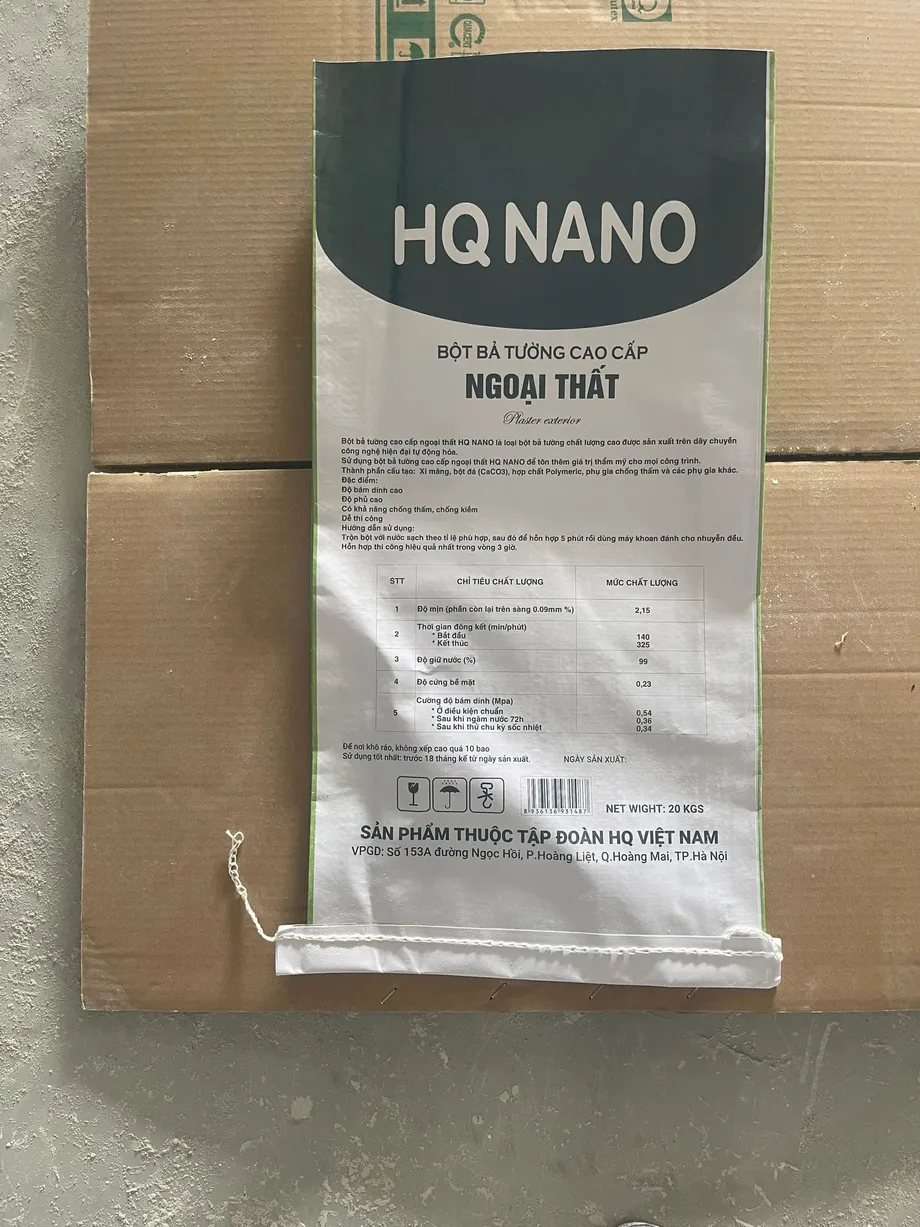 QUACERT
HQ NANO
BỘT BẢ TƯỜNG CAO CẤP
NGOẠI THẤT
Plaster exterior
Bột bả tường cao cấp ngoại thất HQ NANO là loại bột bả tường chất lượng cao được sản xuất trên dây chuyền
công nghệ hiện đại tự động hóa.
Sử dụng bột bả tường cao cấp ngoại thất HQ NANO để tôn thêm giá trị thẩm mỹ cho mọi công trình.
Thành phần cấu tạo: Xi măng, bột đá (CaCO3), hợp chất Polymeric, phụ gia chống thấm và các phụ gia khác.
Đặc điểm:
Độ bám dính cao
Độ phủ cao
Có khả năng chống thấm, chống kiềm
Dễ thi công
Hướng dẫn sử dụng:
Trộn bột với nước sạch theo tỉ lệ phù hợp, sau đó để hỗn hợp 5 phút rồi dùng máy khoan đánh cho nhuyễn đều.
Hỗn hợp thi công hiệu quả nhất trong vòng 3 giờ.
STT CHỈ TIÊU CHẤT LƯỢNG MỨC CHẤT LƯỢNG
1 Độ mịn (phần còn lại trên sàng 0.09mm %) 2,15
2 Thời gian đông kết (min/phút)
* Bắt đầu 140
* Kết thúc 325
3 Độ giữ nước (%) 99
4 Độ cứng bề mặt 0,23
5 Cường độ bám dính (Mpa)
* Ở điều kiện chuẩn 0,54
* Sau khi ngâm nước 72h 0,36
* Sau khi thử chu kỳ sốc nhiệt 0,34
Để nơi khô ráo, không xếp cao quá 10 bao
Sử dụng tốt nhất: trước 18 tháng kể từ ngày sản xuất. NGÀY SẢN XUẤT:
8 936136 931487
NET WIGHT: 20 KGS
SẢN PHẨM THUỘC TẬP ĐOÀN HQ VIỆT NAM
VPGD: Số 153A đường Ngọc Hồi, P.Hoàng Liệt, Q.Hoàng Mai, TP.Hà Nội